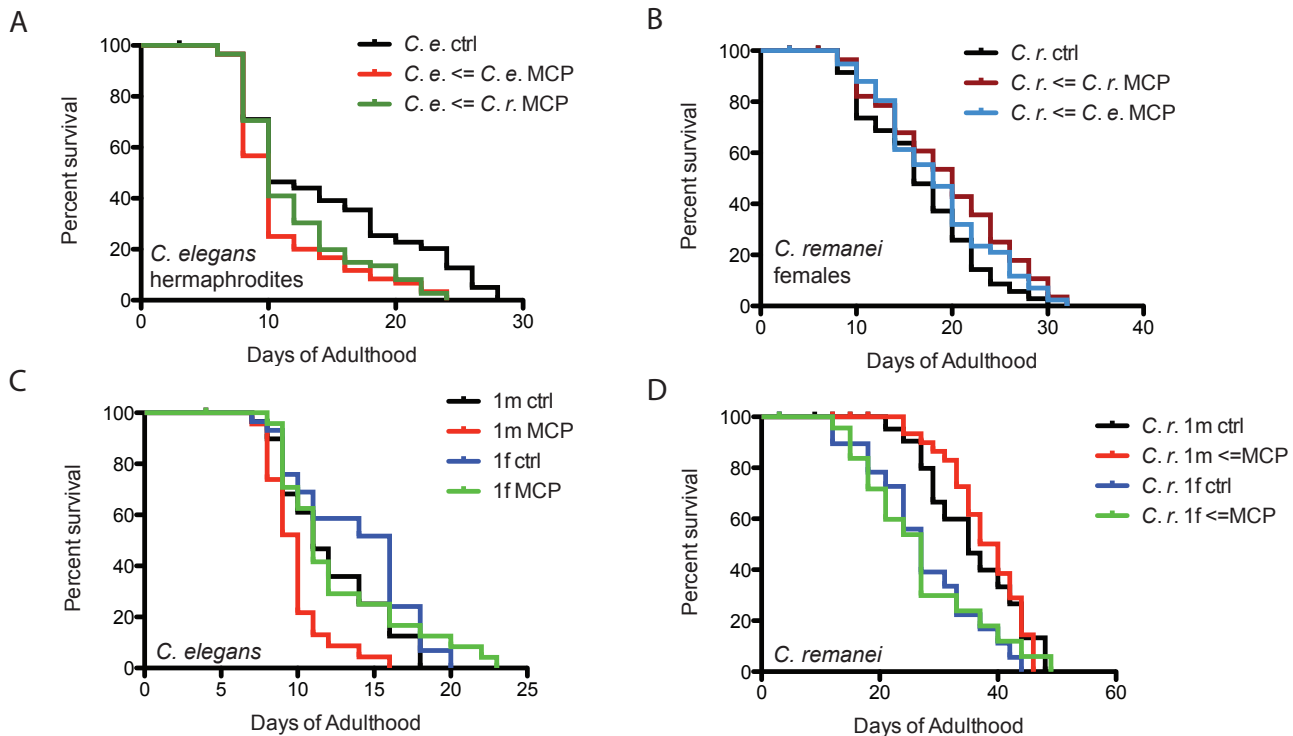 A
100
80
60
40
20
0
Percent survival
C. e. ctrl
C. e. <= C. e. MCP
C. e. <= C. r. MCP
C. elegans
hermaphrodites
0
10
20
30
Days of Adulthood
B
100
80
60
40
20
0
Percent survival
C. r. ctrl
C. r. <= C. r. MCP
C. r. <= C. e. MCP
C. remanei
females
0
10
20
30
40
Days of Adulthood
C
100
80
60
40
20
0
Percent survival
1m ctrl
1m MCP
1f ctrl
1f MCP
C. elegans
0
5
10
15
20
25
Days of Adulthood
D
100
80
60
40
20
0
Percent survival
C. r. 1m ctrl
C. r. 1m <=MCP
C. r. 1f ctrl
C. r. 1f <=MCP
C. remanei
0
20
40
60
Days of Adulthood